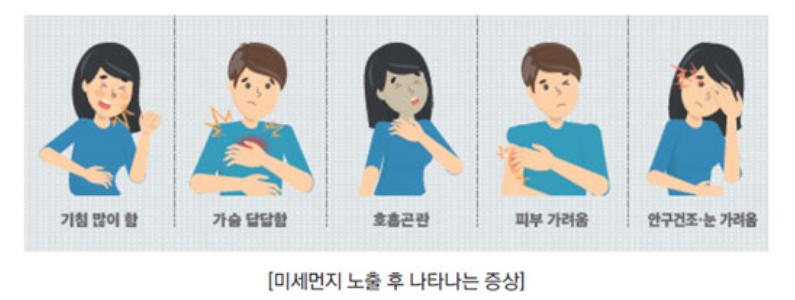 기침 많이 함
가슴 답답함
호흡곤란
피부 가려움
안구건조·눈 가려움
[미세먼지 노출 후 나타나는 증상]